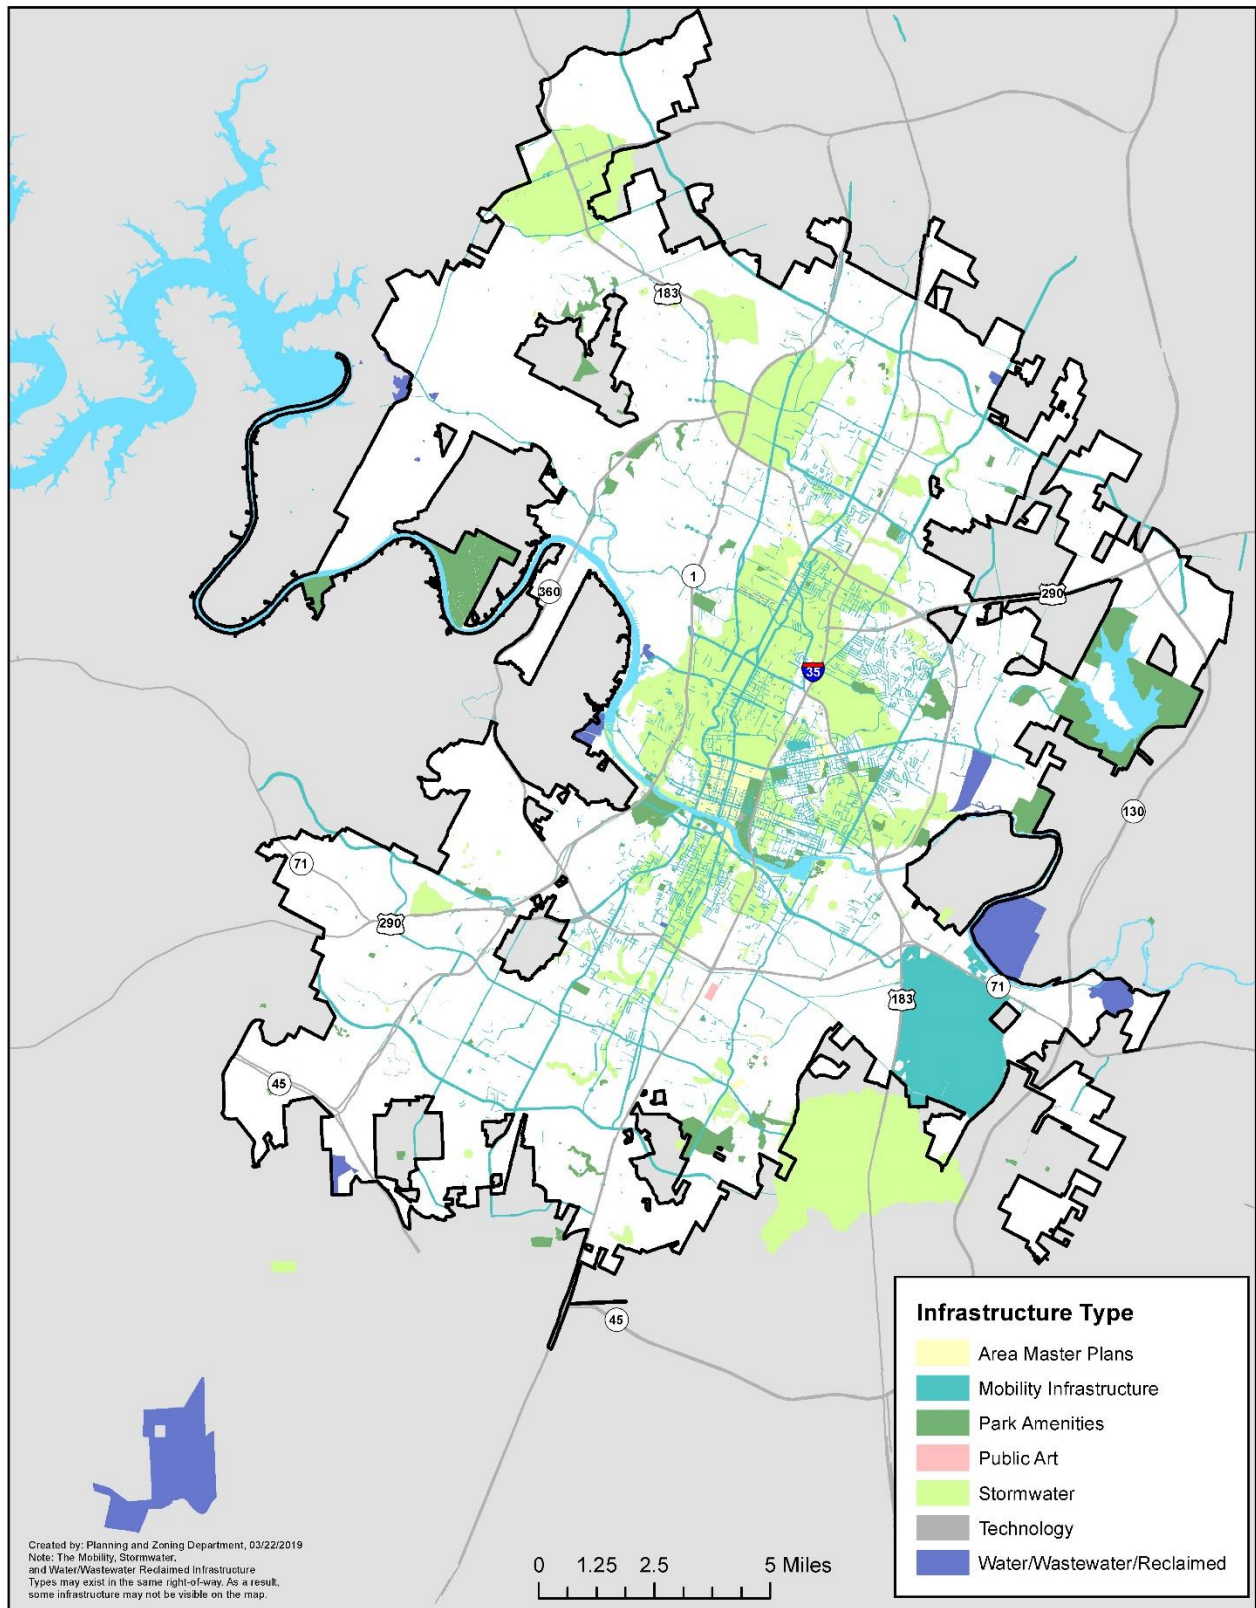 183
1
360
290
35
130
71
290
183
71
45
45
Infrastructure Type
Area Master Plans
Mobility Infrastructure
Park Amenities
Public Art
Stormwater
Technology
Water/Wastewater/Reclaimed
Created by: Planning and Zoning Department, 03/22/2019
Note: The Mobility, Stormwater,
and Water/Wastewater Reclaimed Infrastructure
Types may exist in the same right-of-way. As a result,
some infrastructure may not be visible on the map.
0 1.25 2.5 5 Miles